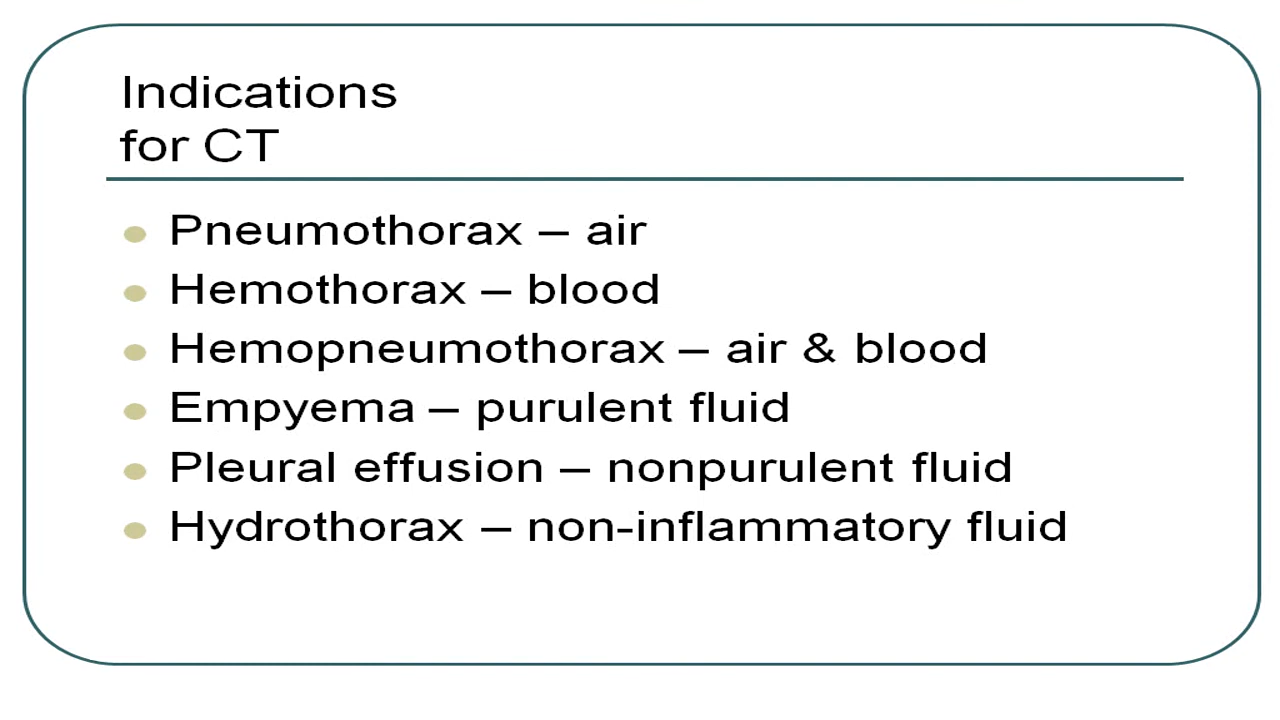 Indications
for CT
Pneumothorax – air
Hemothorax – blood
Hemopneumothorax – air & blood
Empyema – purulent fluid
Pleural effusion – nonpurulent fluid
Hydrothorax – non-inflammatory fluid